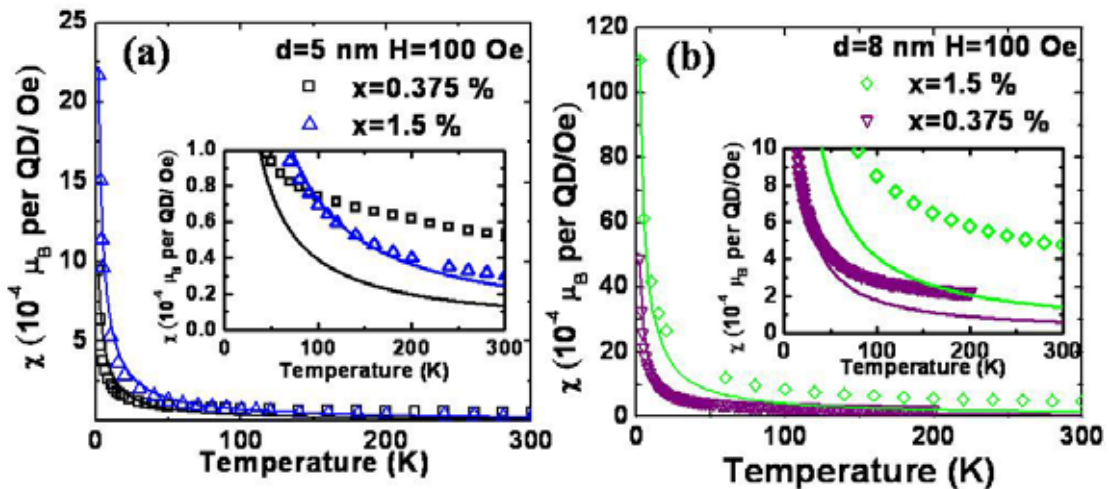 (a)
d=5 nm H=100 Oe
x=0.375 %
x=1.5 %
χ (10⁻⁴ μB per QD/ Oe)
25
20
15
10
5
0
100
200
300
Temperature (K)
χ (10⁻⁴ μB per QD/ Oe)
1.0
0.8
0.6
0.4
0.2
0.0
0
100
200
300
Temperature (K)
(b)
d=8 nm H=100 Oe
x=1.5 %
x=0.375 %
χ (10⁻⁴ μB per QD/Oe)
120
100
80
60
40
20
0
0
100
200
300
Temperature (K)
χ (10⁻⁴ μB per QD/Oe)
10
8
6
4
2
0
0
100
200
300
Temperature (K)